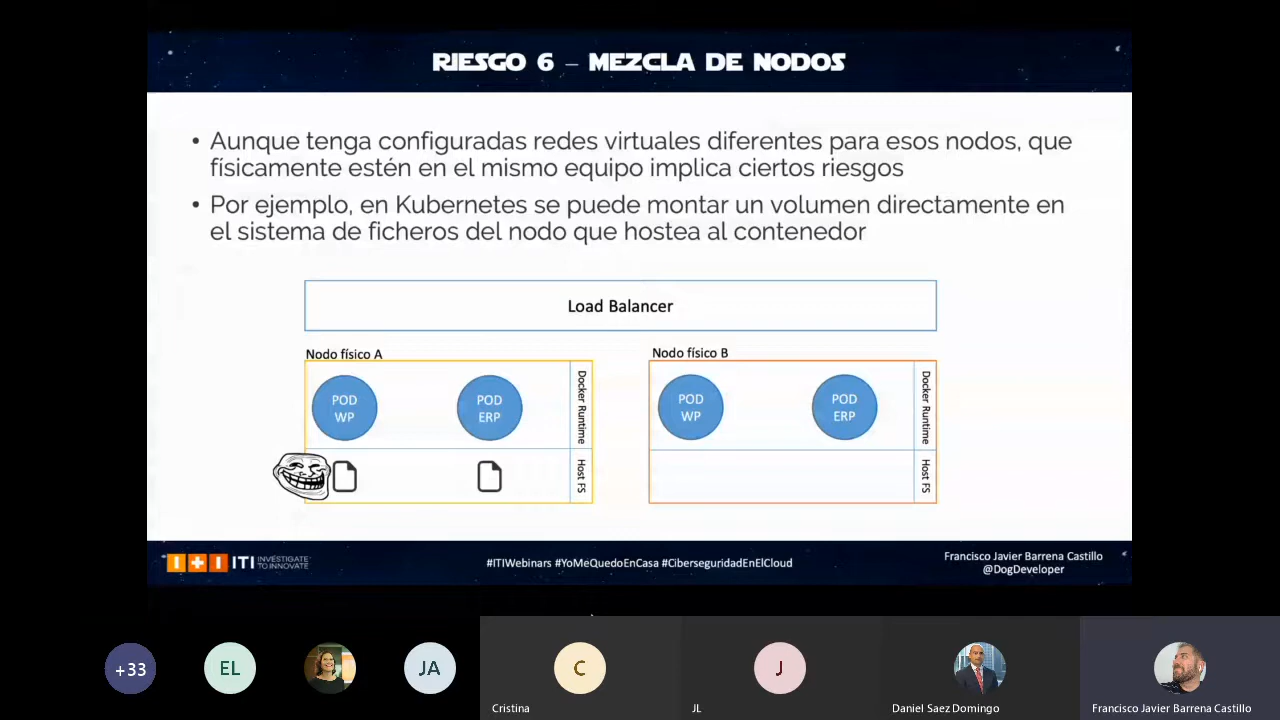 RIESGO 6 – MEZCLA DE NODOS
• Aunque tenga configuradas redes virtuales diferentes para esos nodos, que
físicamente estén en el mismo equipo implica ciertos riesgos
• Por ejemplo, en Kubernetes se puede montar un volumen directamente en
el sistema de ficheros del nodo que hostea al contenedor
Load Balancer
Nodo físico A
POD
WP
POD
ERP
Docker Runtime
Host FS
Nodo físico B
POD
WP
POD
ERP
Docker Runtime
Host FS
ITI
INVESTIGATE
TO INNOVATE
#ITIWebinars #YoMeQuedoEnCasa #CiberseguridadEnElCloud
Francisco Javier Barrena Castillo
@DogDeveloper
+33
EL
JA
C
Cristina
J
JL
Daniel Saez Domingo
Francisco Javier Barrena Castillo